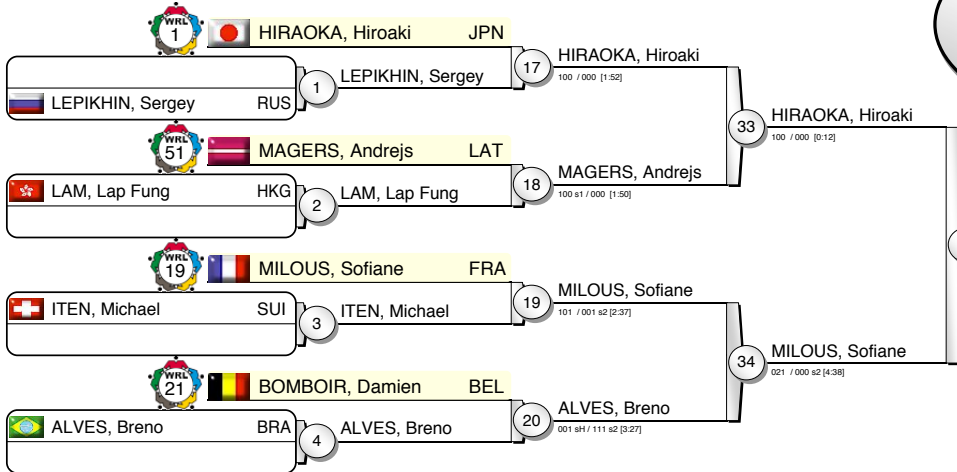 WRL
1 HIRAOKA, Hiroaki JPN
LEPIKHIN, Sergey RUS
1 LEPIKHIN, Sergey
17 HIRAOKA, Hiroaki
100 / 000 [1:52]
WRL
51 MAGERS, Andrejs LAT
LAM, Lap Fung HKG
2 LAM, Lap Fung
18 MAGERS, Andrejs
100 s1 / 000 [1:50]
33 HIRAOKA, Hiroaki
100 / 000 [0:12]
WRL
19 MILOUS, Sofiane FRA
ITEN, Michael SUI
3 ITEN, Michael
19 MILOUS, Sofiane
101 / 001 s2 [2:37]
WRL
21 BOMBOIR, Damien BEL
ALVES, Breno BRA
4 ALVES, Breno
20 ALVES, Breno
001 sH / 111 s2 [3:27]
34 MILOUS, Sofiane
021 / 000 s2 [4:38]